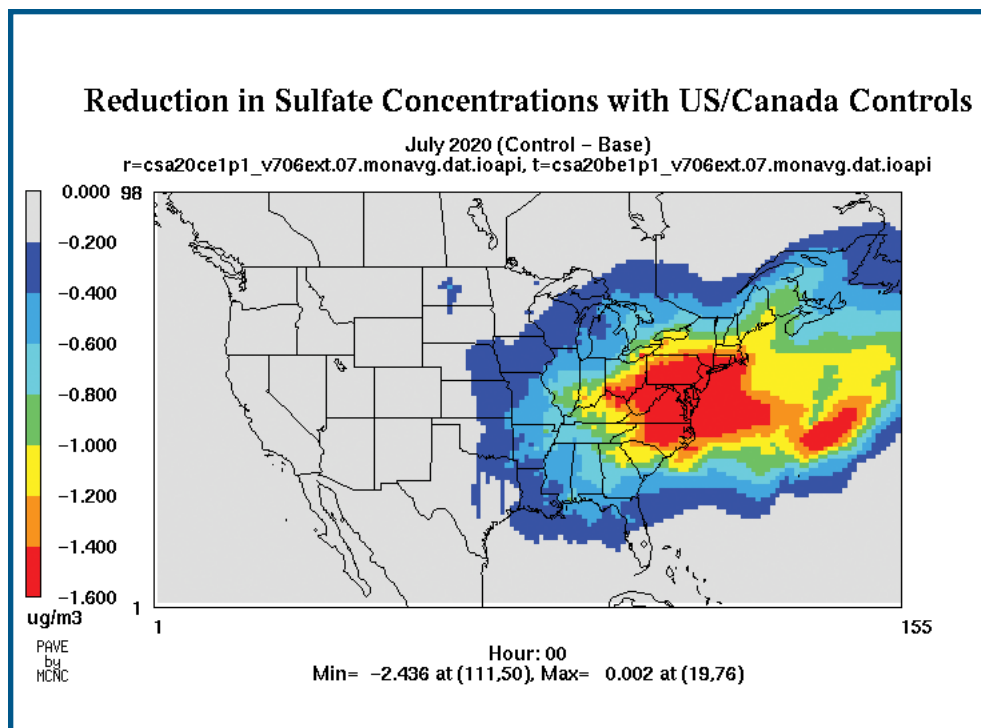 Reduction in Sulfate Concentrations with US/Canada Controls
July 2020 (Control - Base)
r=csa20ce1p1_v706ext.07.monavg.dat.ioapi, t=csa20be1p1_v706ext.07.monavg.dat.ioapi
0.000
-0.200
-0.400
-0.600
-0.800
-1.000
-1.200
-1.400
-1.600
ug/m3
PAVE
by
MCNC
98
1
1
155
Hour: 00
Min= -2.436 at (111,50), Max= 0.002 at (19,76)